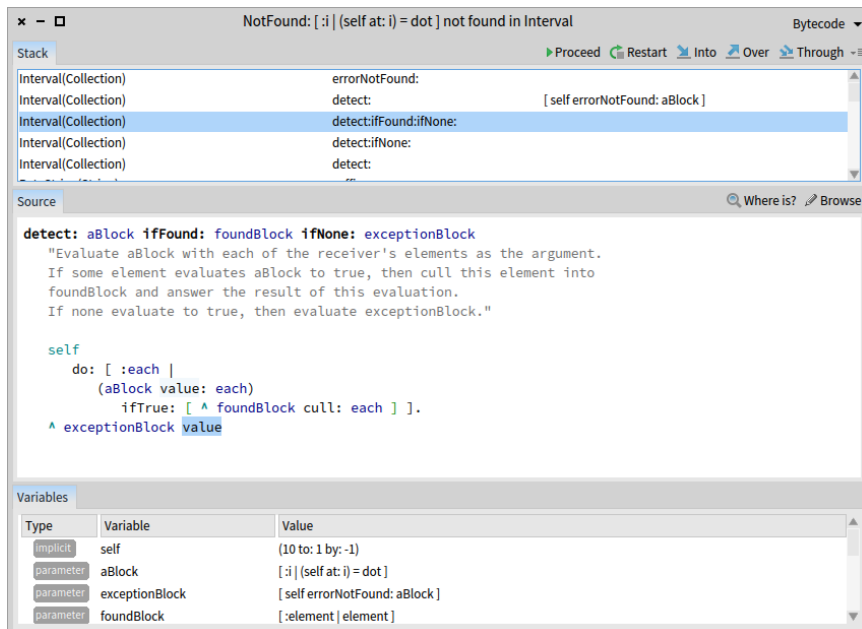 NotFound: [ :i | (self at: i) = dot ] not found in Interval
Bytecode
Stack
Proceed Restart Into Over Through
Interval(Collection) errorNotFound:
Interval(Collection) detect: [ self errorNotFound: aBlock ]
Interval(Collection) detect:ifFound:ifNone:
Interval(Collection) detect:ifNone:
Interval(Collection) detect:
Source
Where is? Browse
detect: aBlock ifFound: foundBlock ifNone: exceptionBlock
"Evaluate aBlock with each of the receiver's elements as the argument.
If some element evaluates aBlock to true, then cull this element into
foundBlock and answer the result of this evaluation.
If none evaluate to true, then evaluate exceptionBlock."
self
do: [ :each |
(aBlock value: each)
ifTrue: [ ^ foundBlock cull: each ] ].
^ exceptionBlock value
Variables
Type Variable Value
implicit self (10 to: 1 by: -1)
parameter aBlock [ :i | (self at: i) = dot ]
parameter exceptionBlock [ self errorNotFound: aBlock ]
parameter foundBlock [ :element | element ]